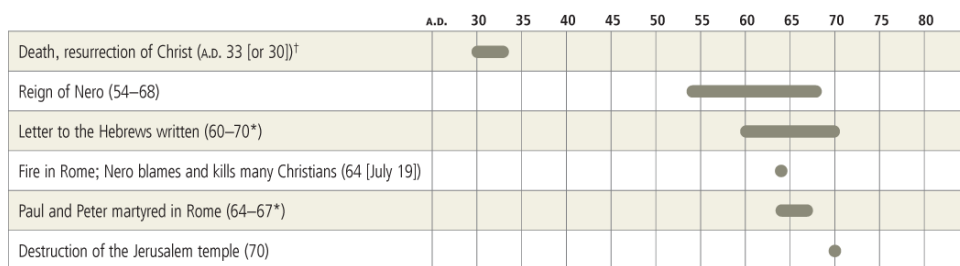 A.D. 30 35 40 45 50 55 60 65 70 75 80
Death, resurrection of Christ (A.D. 33 [or 30])†
Reign of Nero (54–68)
Letter to the Hebrews written (60–70*)
Fire in Rome; Nero blames and kills many Christians (64 [July 19])
Paul and Peter martyred in Rome (64–67*)
Destruction of the Jerusalem temple (70)